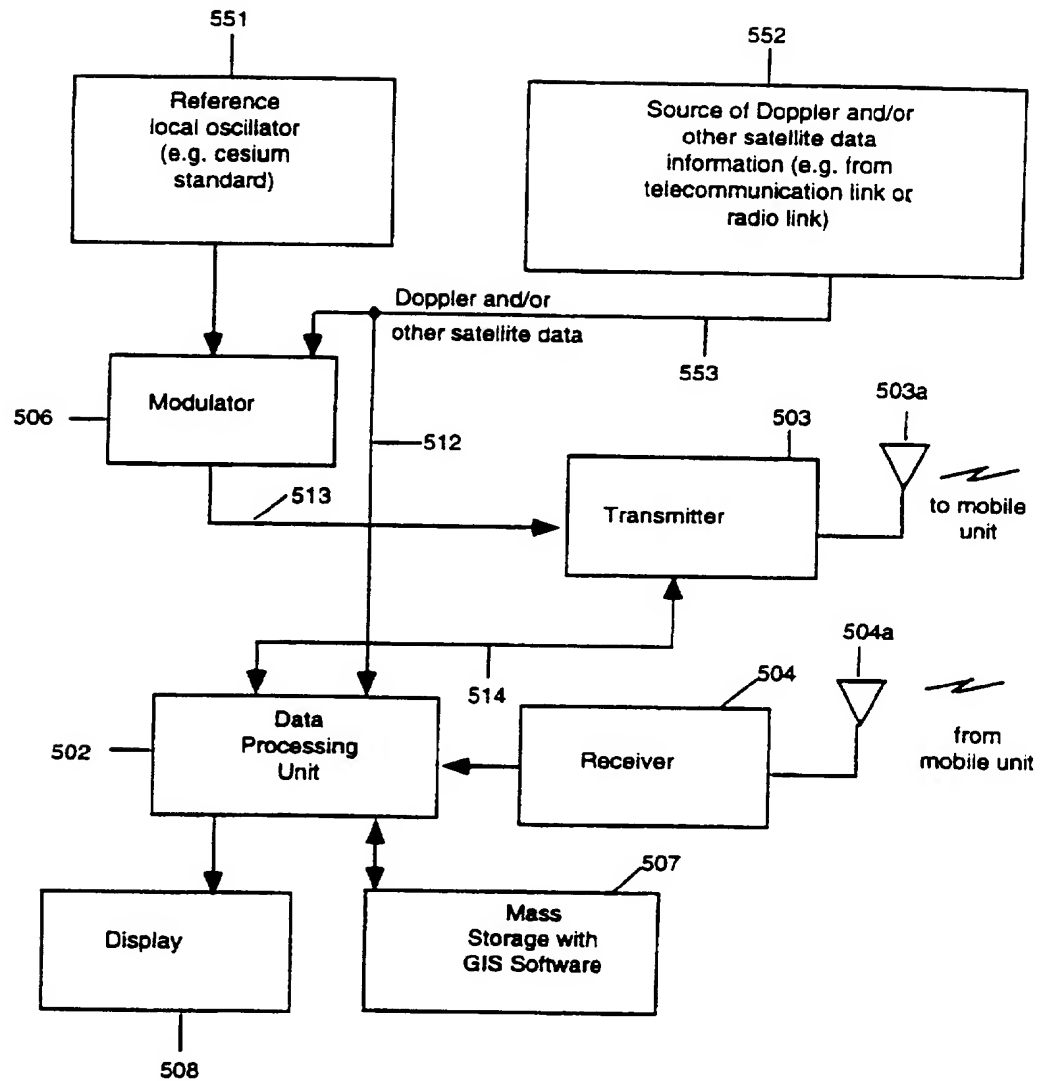 551
552
Reference
local oscillator
(e.g. cesium
standard)
Source of Doppler and/or
other satellite data
information (e.g. from
telecommunication link or
radio link)
Doppler and/or
other satellite data
553
506
Modulator
512
503
503a
513
Transmitter
to mobile
unit
514
504
504a
502
Data
Processing
Unit
Receiver
from
mobile unit
507
Display
Mass
Storage with
GIS Software
508